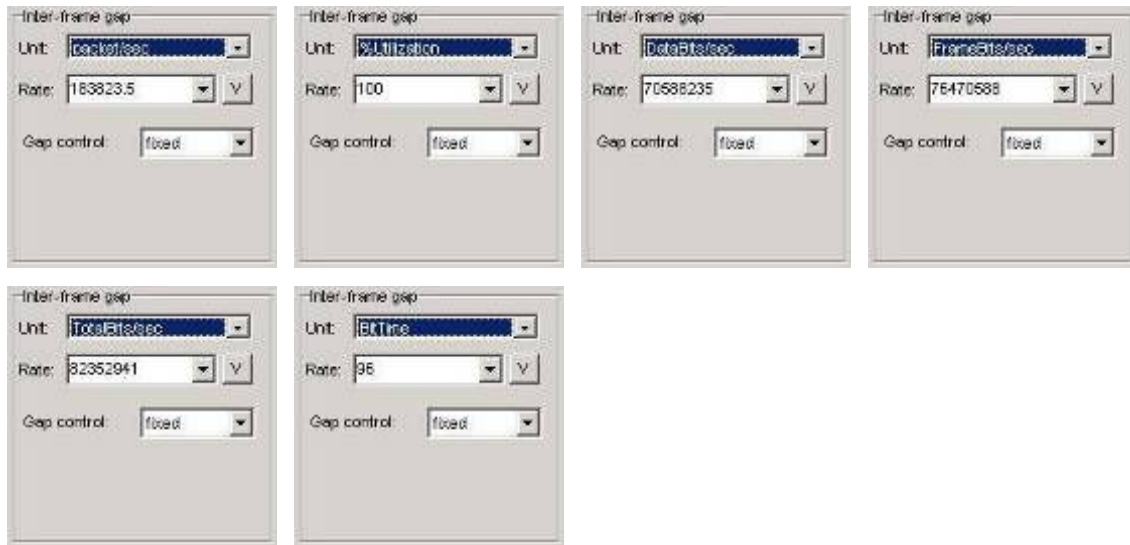 Inter-frame gap
Unit: packet/sec
Rate: 183823.5 V
Gap control: fixed
Inter-frame gap
Unit: %Utilization
Rate: 100 V
Gap control: fixed
Inter-frame gap
Unit: DataBits/sec
Rate: 70588235 V
Gap control: fixed
Inter-frame gap
Unit: FrameBits/sec
Rate: 76470588 V
Gap control: fixed
Inter-frame gap
Unit: TotalBits/sec
Rate: 82352941 V
Gap control: fixed
Inter-frame gap
Unit: BitTime
Rate: 96 V
Gap control: fixed